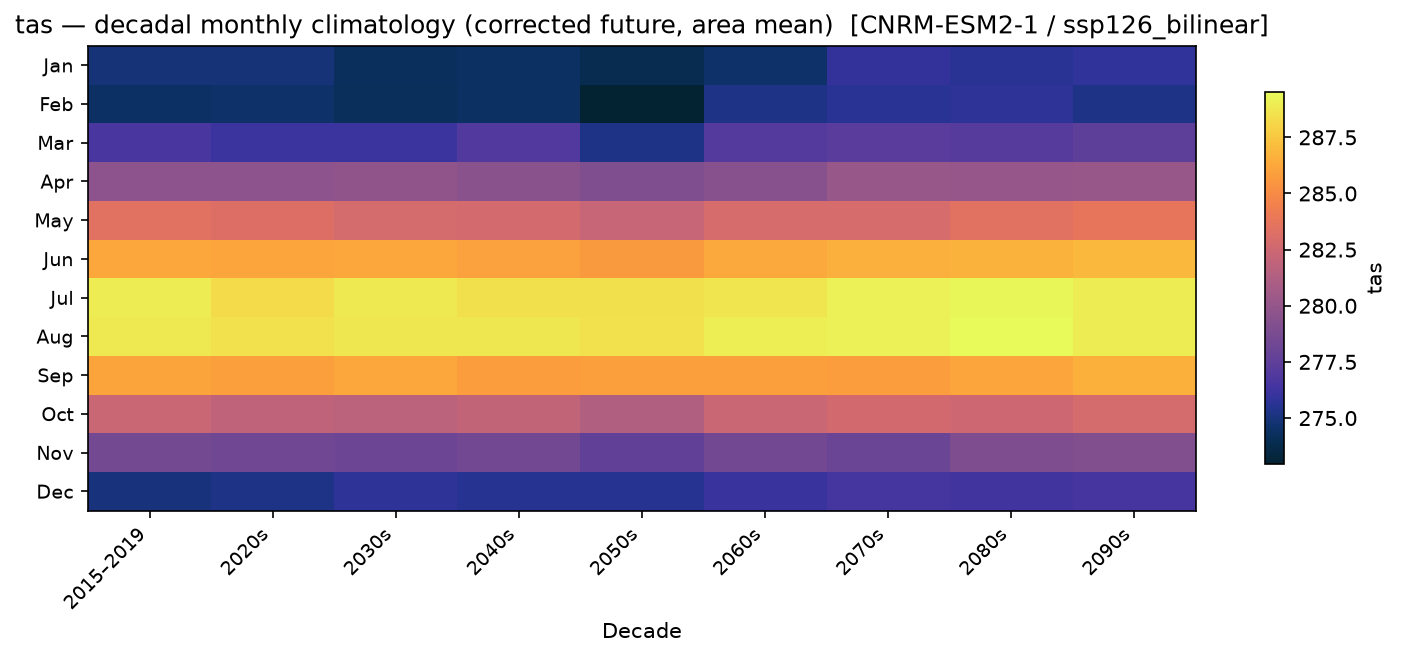 tas — decadal monthly climatology (corrected future, area mean)  [CNRM-ESM2-1 / ssp126_bilinear]
Jan
Feb
Mar
Apr
May
Jun
Jul
Aug
Sep
Oct
Nov
Dec
2015–2019
2020s
2030s
2040s
2050s
2060s
2070s
2080s
2090s
Decade
287.5
285.0
282.5
280.0
277.5
275.0
tas